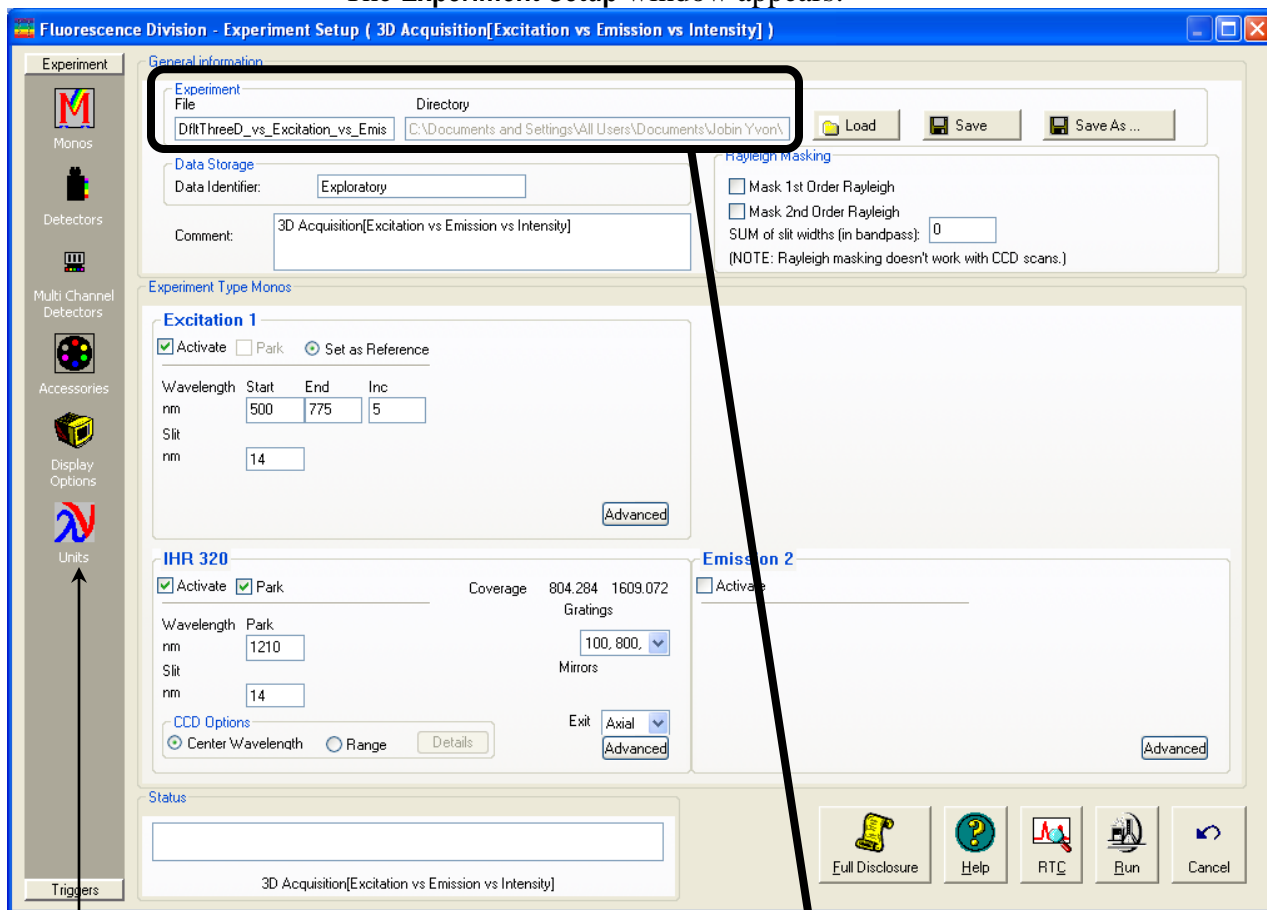 The Experiment Setup window appears.
Fluorescence Division - Experiment Setup ( 3D Acquisition[Excitation vs Emission vs Intensity] )
Experiment
Monos
Detectors
Multi Channel
Detectors
Accessories
Display
Options
Units
Triggers
General information
Experiment
File
Directory
DfltThreeD_vs_Excitation_vs_Emis
C:\Documents and Settings\All Users\Documents\Jobin Yvon\
Load
Save
Save As ...
Data Storage
Data Identifier:
Exploratory
Comment:
3D Acquisition[Excitation vs Emission vs Intensity]
Rayleigh Masking
Mask 1st Order Rayleigh
Mask 2nd Order Rayleigh
SUM of slit widths (in bandpass): 0
(NOTE: Rayleigh masking doesn't work with CCD scans.)
Experiment Type Monos
Excitation 1
Activate Park Set as Reference
Wavelength Start End Inc
nm 500 775 5
Slit
nm 14
Advanced
IHR 320
Activate Park
Coverage 804.284 1609.072
Gratings
Wavelength Park
nm 1210
100, 800,
Slit
Mirrors
nm 14
CCD Options
Center Wavelength Range Details
Exit Axial
Advanced
Emission 2
Activate
Advanced
Status
3D Acquisition[Excitation vs Emission vs Intensity]
Full Disclosure
Help
RTC
Run
Cancel